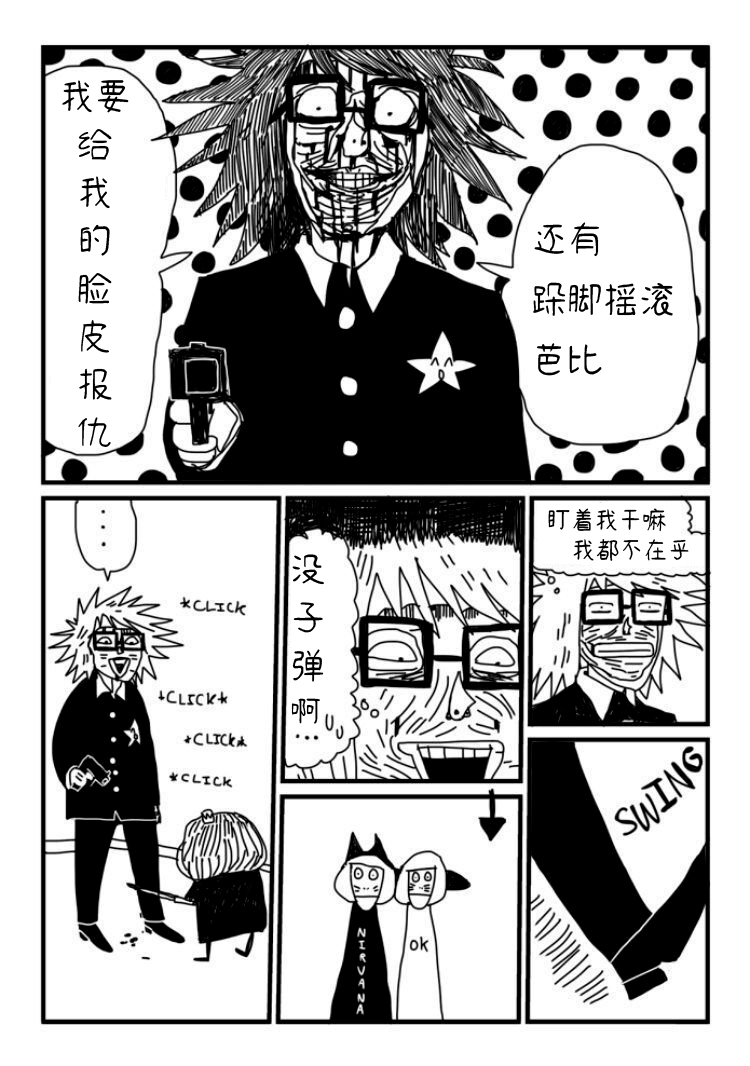 我要给我的脸皮报仇
还有
跺脚摇滚
芭比
...
*CLICK
*CLICK*
*CLICK*
*CLICK
没子弹啊...
NIRVANA
ok
盯着我干嘛
我都不在乎
SWING